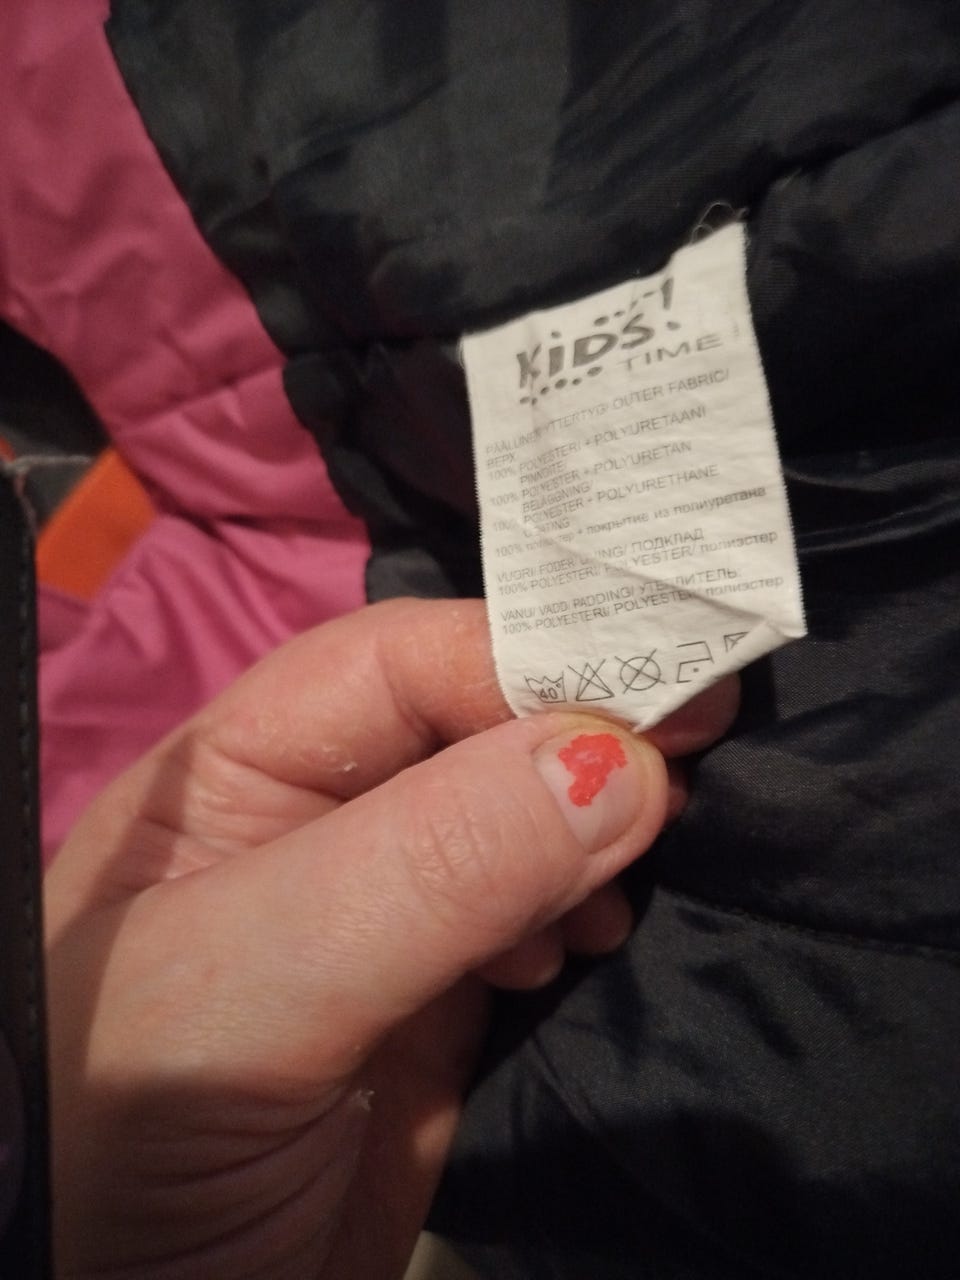 KiDS!
TIME
PÄÄLLINEN/YTTERTYG/ OUTER FABRIC/
ВЕРХ
100% POLYESTERI + POLYURETAANI
PINNOITE/
100% POLYESTER + POLYURETAN
BELÄGGNING/
100% POLYESTER + POLYURETHANE
COATING
100% полиэстер + покрытие из полиуретана
VUORI/ FODER/ LINING/ ПОДКЛАД
100% POLYESTERI/ POLYESTER/ полиэстер
VANU/ VADD/ PADDING/ УТЕПЛИТЕЛЬ
100% POLYESTERI/ POLYESTER/ полиэстер
40°